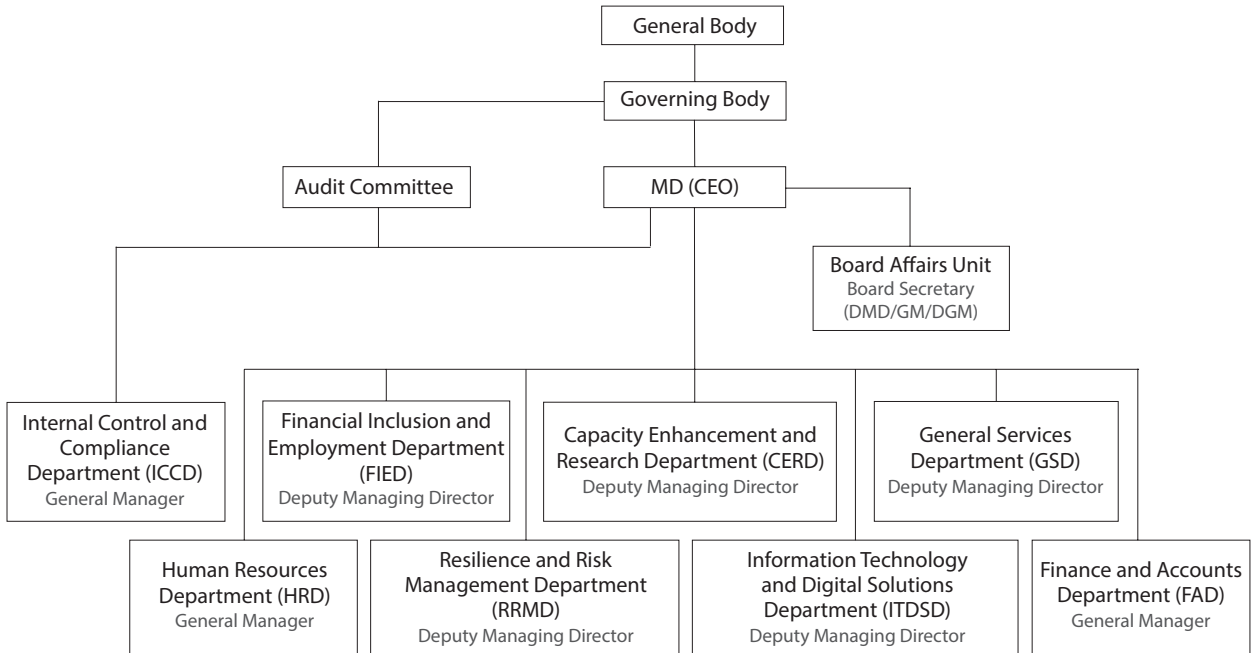 General Body
Governing Body
Audit Committee
MD (CEO)
Board Affairs Unit
Board Secretary
(DMD/GM/DGM)
Internal Control and
Compliance
Department (ICCD)
General Manager
Financial Inclusion and
Employment Department
(FIED)
Deputy Managing Director
Capacity Enhancement and
Research Department (CERD)
Deputy Managing Director
General Services
Department (GSD)
Deputy Managing Director
Human Resources
Department (HRD)
General Manager
Resilience and Risk
Management Department
(RRMD)
Deputy Managing Director
Information Technology
and Digital Solutions
Department (ITDSD)
Deputy Managing Director
Finance and Accounts
Department (FAD)
General Manager